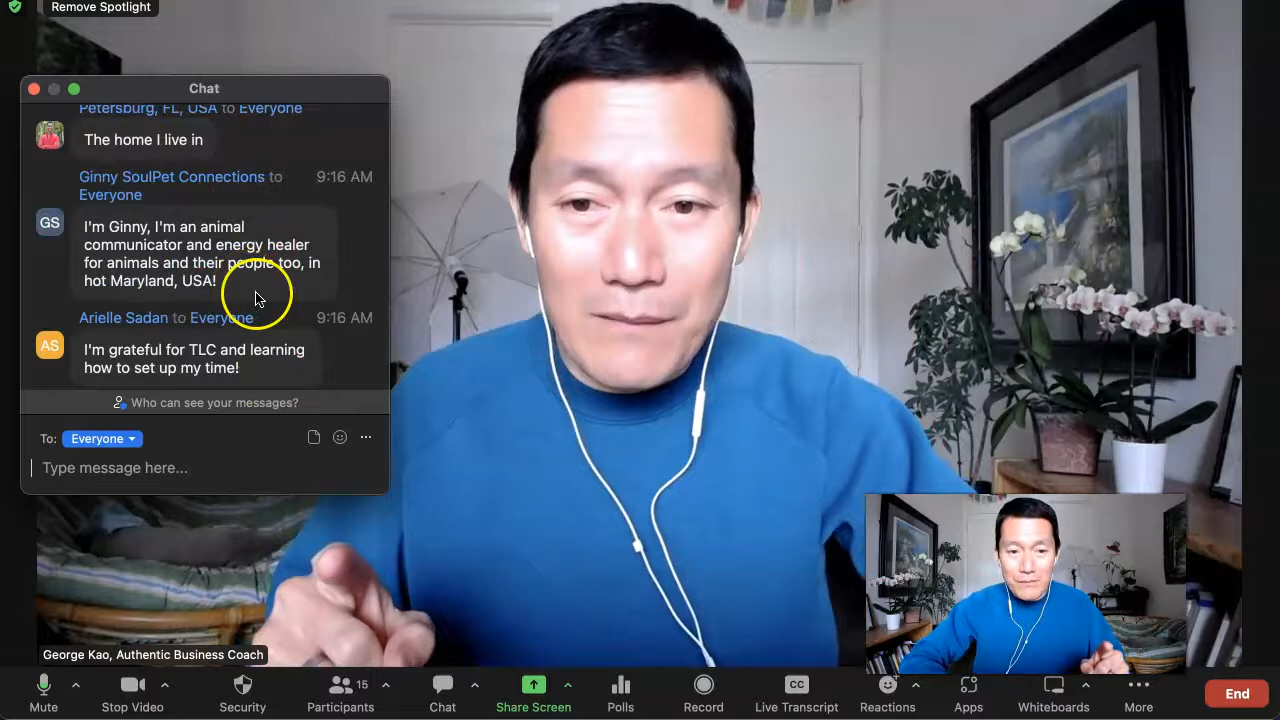 Remove Spotlight
Chat
Petersburg, FL, USA to Everyone
The home I live in
Ginny SoulPet Connections to
Everyone
9:16 AM
GS
I'm Ginny, I'm an animal
communicator and energy healer
for animals and their people too, in
hot Maryland, USA!
Arielle Sadan to Everyone
9:16 AM
AS
I'm grateful for TLC and learning
how to set up my time!
Who can see your messages?
To: Everyone
Type message here...
George Kao, Authentic Business Coach
Mute
Stop Video
Security
15
Participants
Chat
Share Screen
Polls
Record
CC
Live Transcript
Reactions
Apps
Whiteboards
More
End